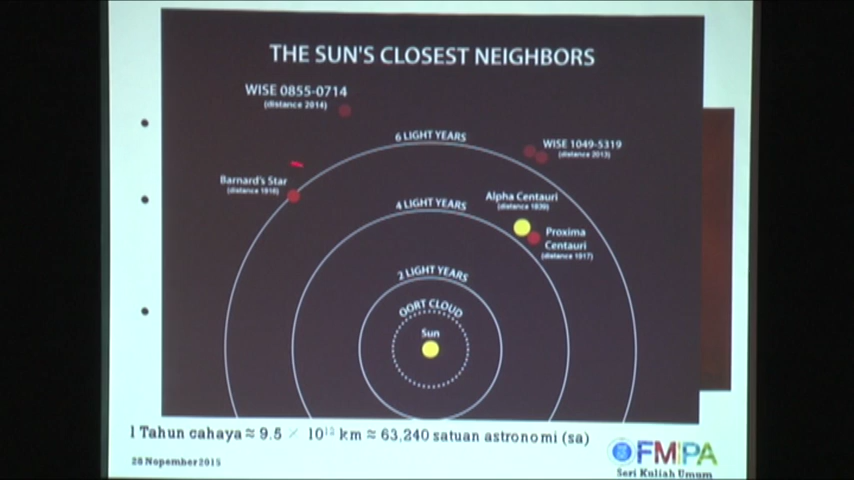 THE SUN'S CLOSEST NEIGHBORS
WISE 0855-0714
(distance 2014)
6 LIGHT YEARS
WISE 1049-5319
(distance 2013)
Barnard's Star
(distance 1916)
4 LIGHT YEARS
Alpha Centauri
(distance 1839)
Proxima
Centauri
(distance 1917)
2 LIGHT YEARS
OORT CLOUD
Sun
1 Tahun cahaya ≈ 9.5 × 10¹² km ≈ 63,240 satuan astronomi (sa)
28 Nopember 2015
FMIPA
Seri Kuliah Umum